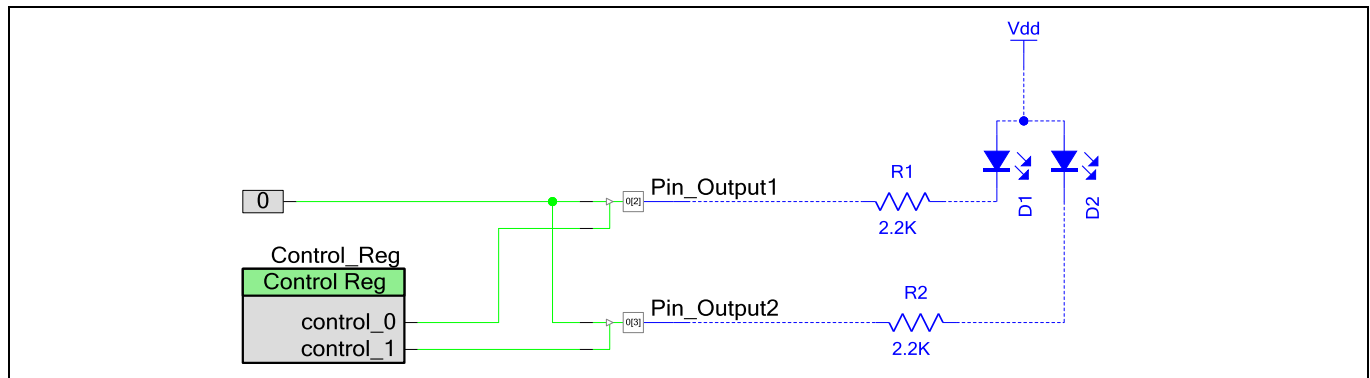 Vdd
R1
Pin_Output1
0
0[2]
D1
D2
2.2K
Control_Reg
Control Reg
R2
Pin_Output2
control_0
0[3]
control_1
2.2K